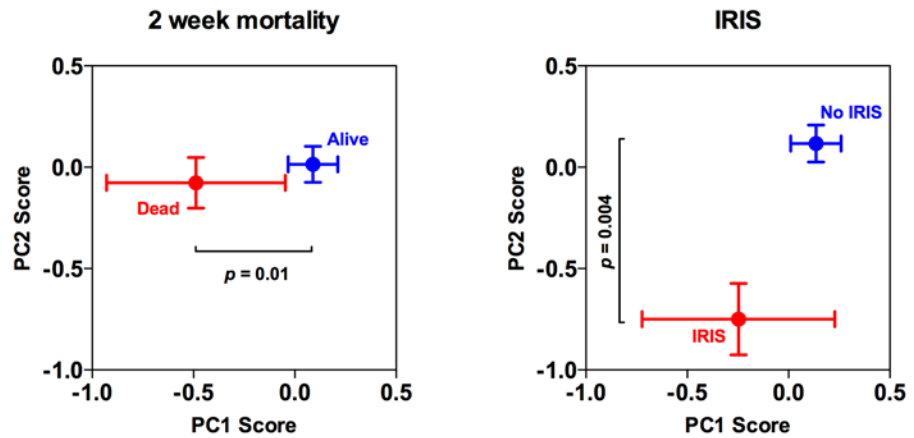 2 week mortality
0.5
0.0
-0.5
-1.0
PC2 Score
Alive
Dead
p = 0.01
-1.0
-0.5
0.0
0.5
PC1 Score
IRIS
0.5
0.0
-0.5
-1.0
PC2 Score
No IRIS
p = 0.004
IRIS
-1.0
-0.5
0.0
0.5
PC1 Score